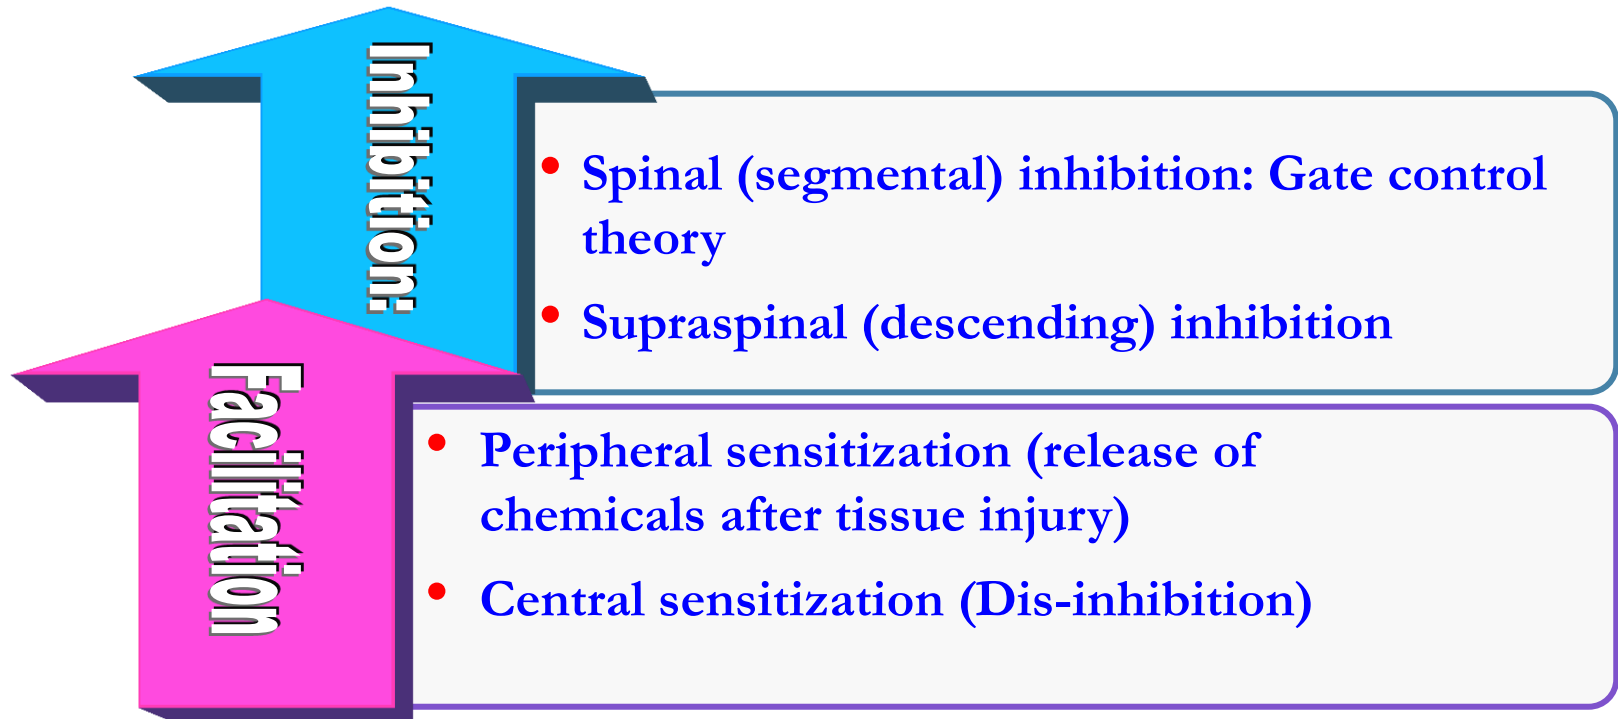 Inhibition:
• Spinal (segmental) inhibition: Gate control
theory
• Supraspinal (descending) inhibition
Facilitation
• Peripheral sensitization (release of
chemicals after tissue injury)
• Central sensitization (Dis-inhibition)